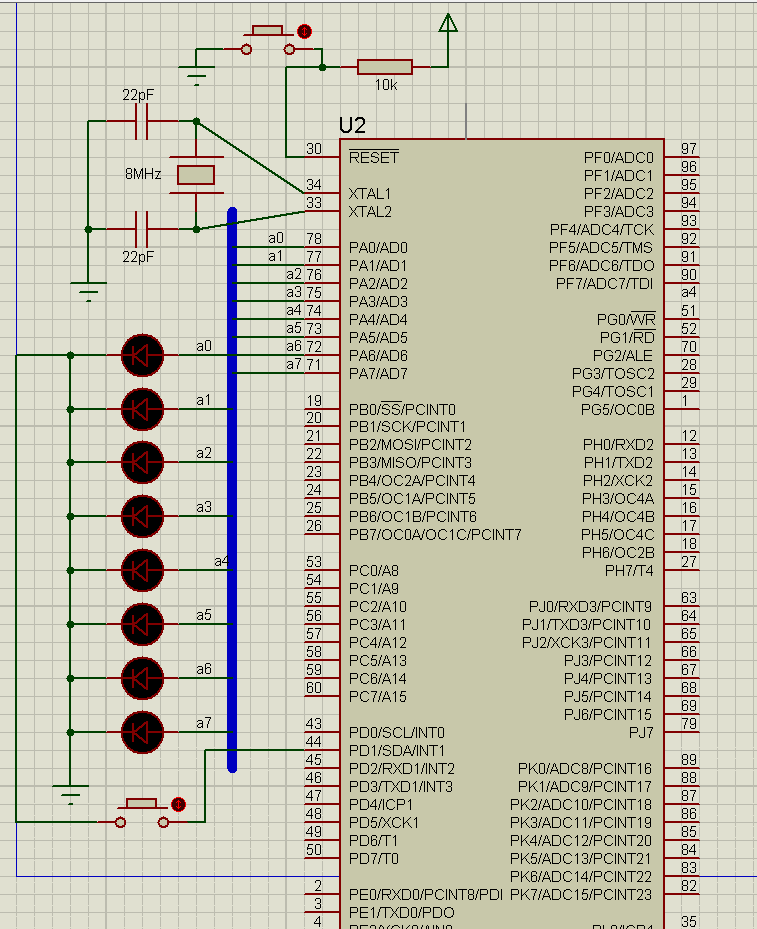 10k
22pF
8MHz
22pF
U2
30 RESET PF0/ADC0 97
PF1/ADC1 96
34 XTAL1 PF2/ADC2 95
33 XTAL2 PF3/ADC3 94
PF4/ADC4/TCK 93
a0 78 PA0/AD0 PF5/ADC5/TMS 92
a1 77 PA1/AD1 PF6/ADC6/TDO 91
a2 76 PA2/AD2 PF7/ADC7/TDI 90
a3 75 PA3/AD3 a4
a4 74 PA4/AD4 PG0/WR 51
a5 73 PA5/AD5 PG1/RD 52
a0 a6 72 PA6/AD6 PG2/ALE 70
a7 71 PA7/AD7 PG3/TOSC2 28
PG4/TOSC1 29
a1 19 PB0/SS/PCINT0 PG5/OC0B 1
20 PB1/SCK/PCINT1
21 PB2/MOSI/PCINT2 PH0/RXD2 12
a2 22 PB3/MISO/PCINT3 PH1/TXD2 13
23 PB4/OC2A/PCINT4 PH2/XCK2 14
24 PB5/OC1A/PCINT5 PH3/OC4A 15
a3 25 PB6/OC1B/PCINT6 PH4/OC4B 16
26 PB7/OC0A/OC1C/PCINT7 PH5/OC4C 17
PH6/OC2B 18
a4 53 PC0/A8 PH7/T4 27
54 PC1/A9
55 PC2/A10 PJ0/RXD3/PCINT9 63
a5 56 PC3/A11 PJ1/TXD3/PCINT10 64
57 PC4/A12 PJ2/XCK3/PCINT11 65
58 PC5/A13 PJ3/PCINT12 66
a6 59 PC6/A14 PJ4/PCINT13 67
60 PC7/A15 PJ5/PCINT14 68
PJ6/PCINT15 69
a7 43 PD0/SCL/INT0 PJ7 79
44 PD1/SDA/INT1
45 PD2/RXD1/INT2 PK0/ADC8/PCINT16 89
46 PD3/TXD1/INT3 PK1/ADC9/PCINT17 88
47 PD4/ICP1 PK2/ADC10/PCINT18 87
48 PD5/XCK1 PK3/ADC11/PCINT19 86
49 PD6/T1 PK4/ADC12/PCINT20 85
50 PD7/T0 PK5/ADC13/PCINT21 84
PK6/ADC14/PCINT22 83
2 PE0/RXD0/PCINT8/PDI PK7/ADC15/PCINT23 82
3 PE1/TXD0/PDO
4 35